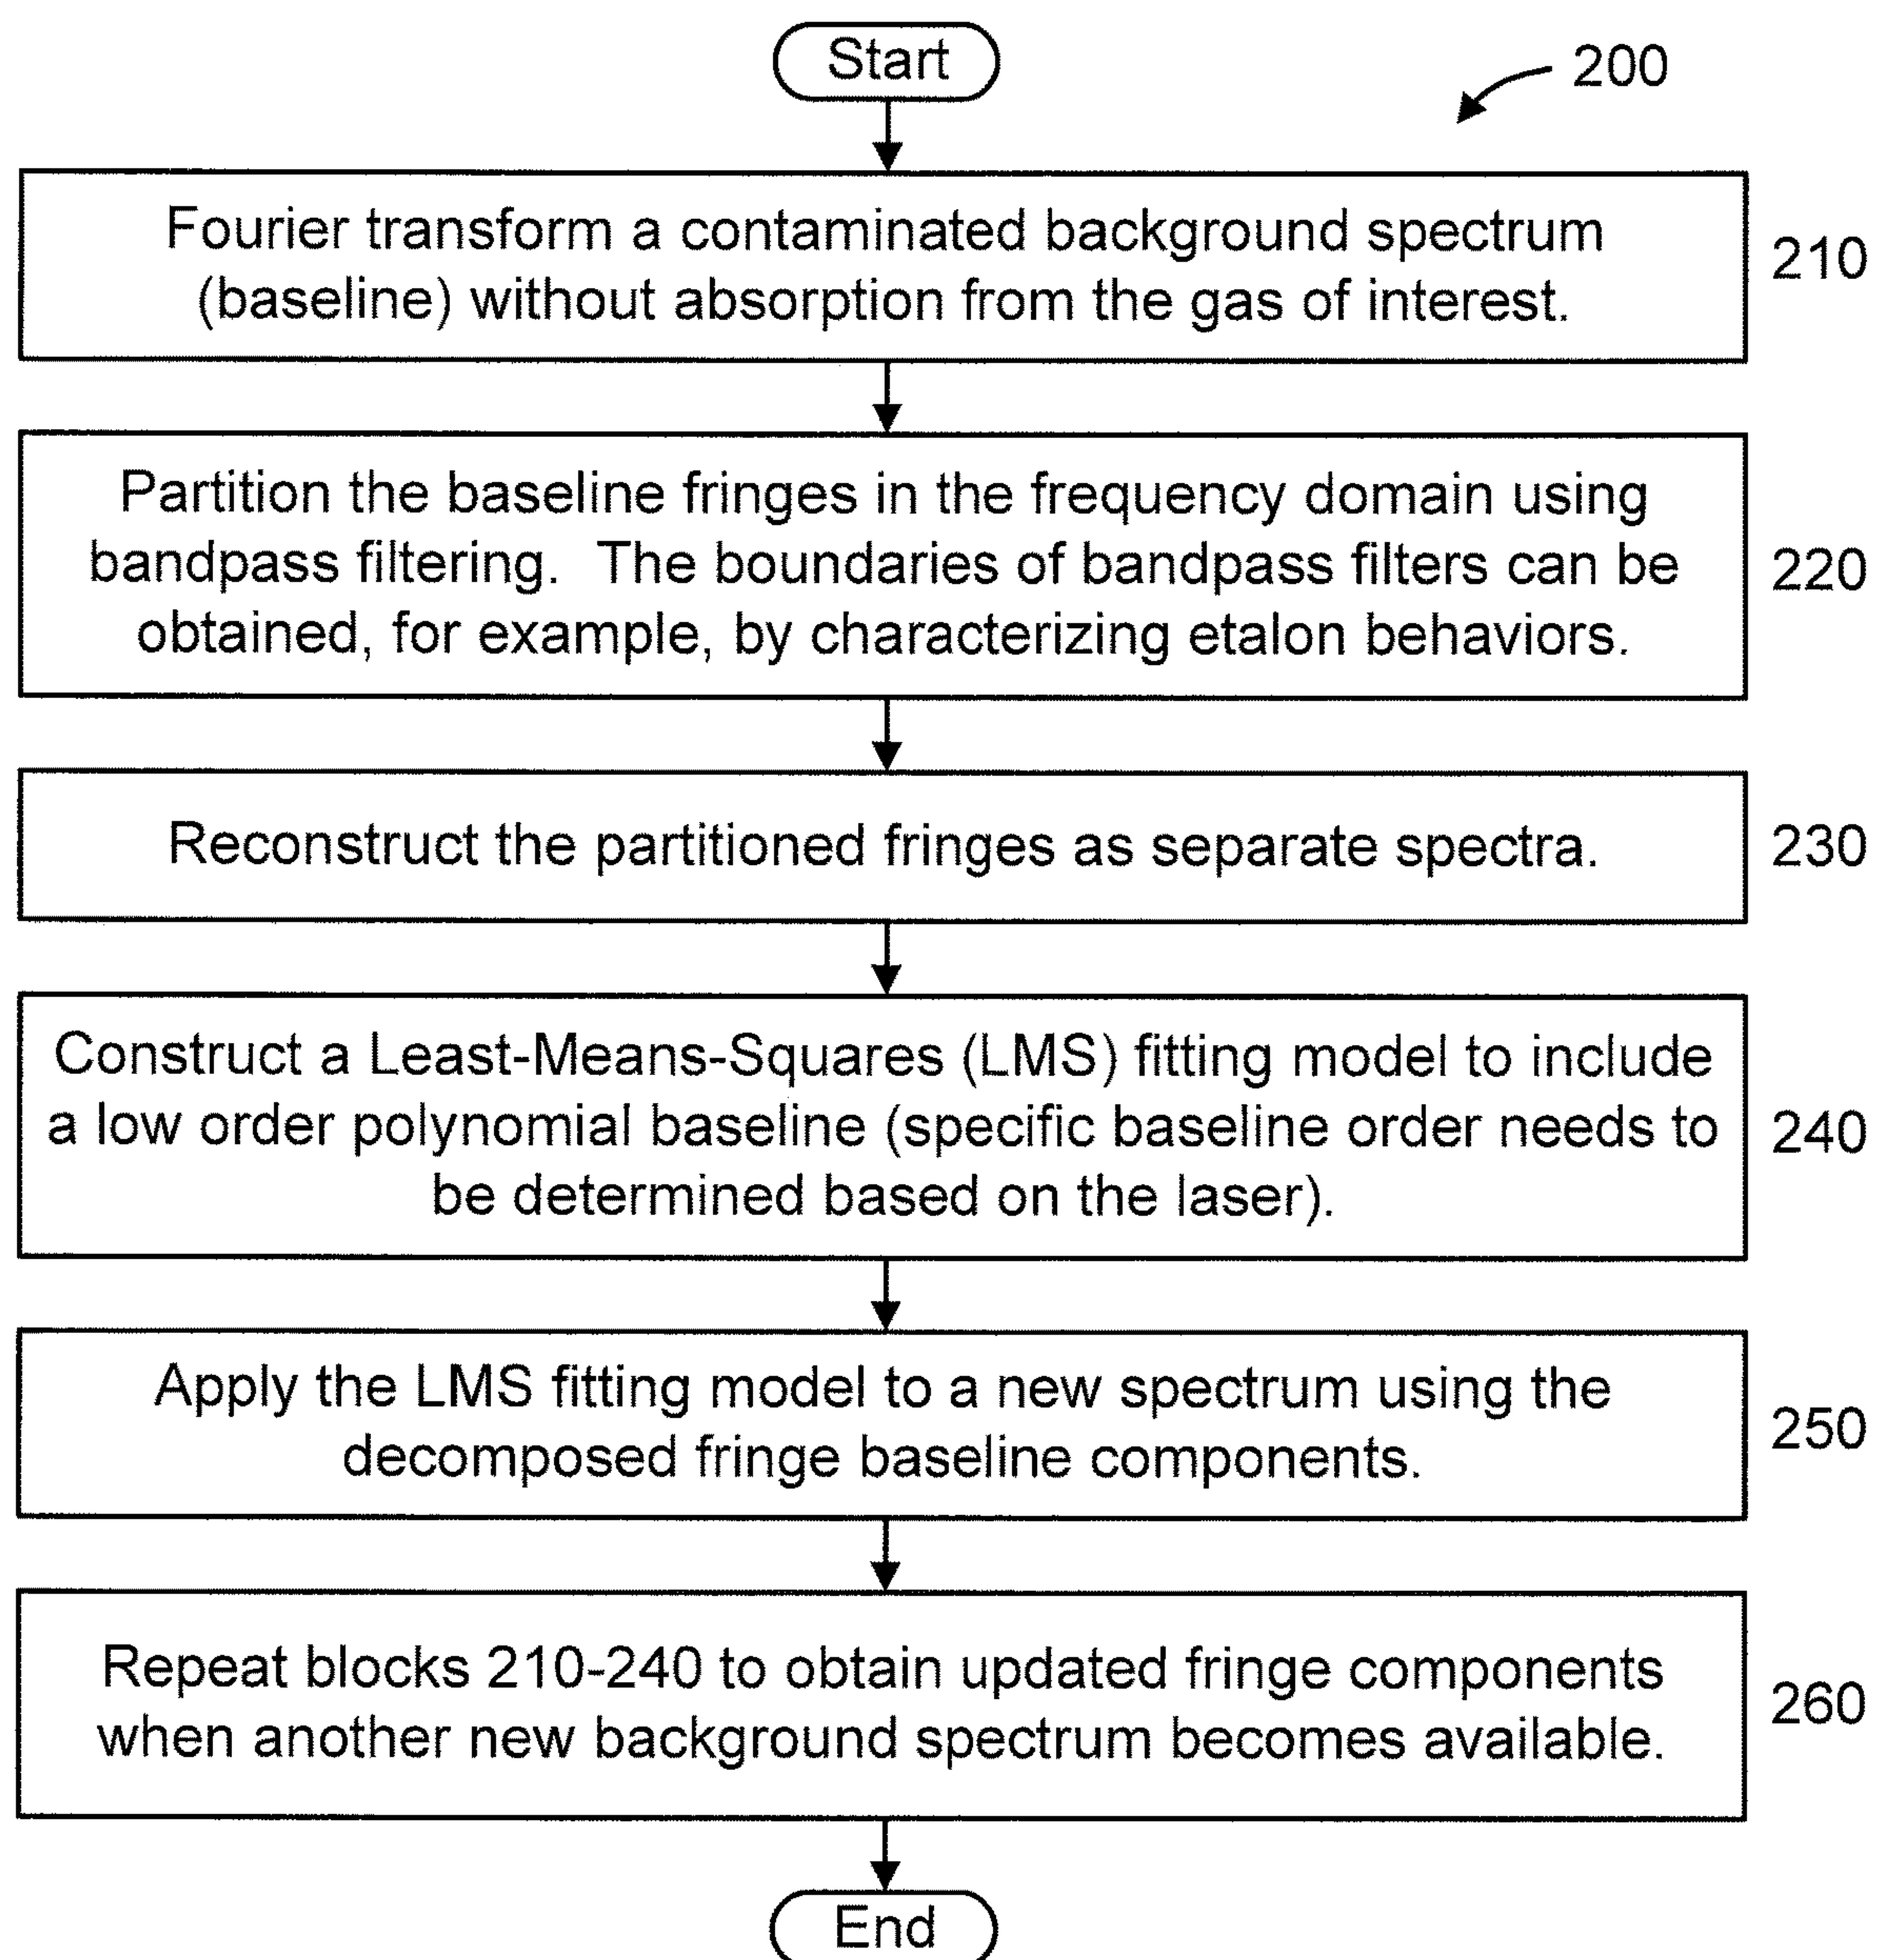 Start
200
Fourier transform a contaminated background spectrum
(baseline) without absorption from the gas of interest.
210
Partition the baseline fringes in the frequency domain using
bandpass filtering. The boundaries of bandpass filters can be
obtained, for example, by characterizing etalon behaviors.
220
Reconstruct the partitioned fringes as separate spectra.
230
Construct a Least-Means-Squares (LMS) fitting model to include
a low order polynomial baseline (specific baseline order needs to
be determined based on the laser).
240
Apply the LMS fitting model to a new spectrum using the
decomposed fringe baseline components.
250
Repeat blocks 210-240 to obtain updated fringe components
when another new background spectrum becomes available.
260
End